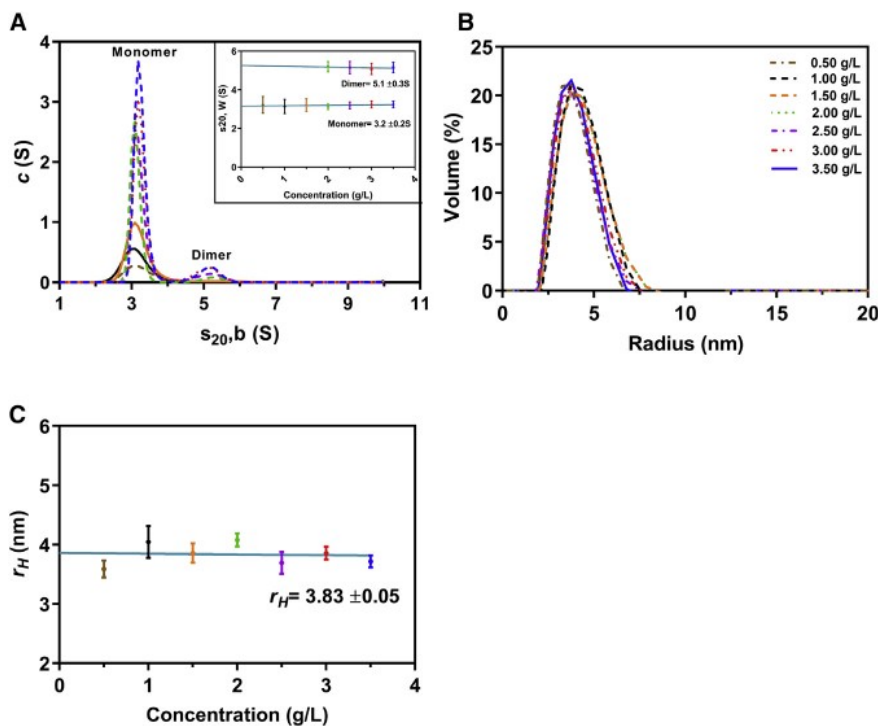 A
Monomer
Dimer
c (S)
4
3
2
1
0
1
3
5
7
9
11
s20,b (S)
s20, W (S)
6
4
2
0
Dimer= 5.1 ±0.3S
Monomer= 3.2 ±0.2S
0
1
2
3
4
Concentration (g/L)
B
Volume (%)
25
20
15
10
5
0
0
5
10
15
20
Radius (nm)
0.50 g/L
1.00 g/L
1.50 g/L
2.00 g/L
2.50 g/L
3.00 g/L
3.50 g/L
C
rH (nm)
6
5
4
3
2
rH= 3.83 ±0.05
0
1
2
3
4
Concentration (g/L)